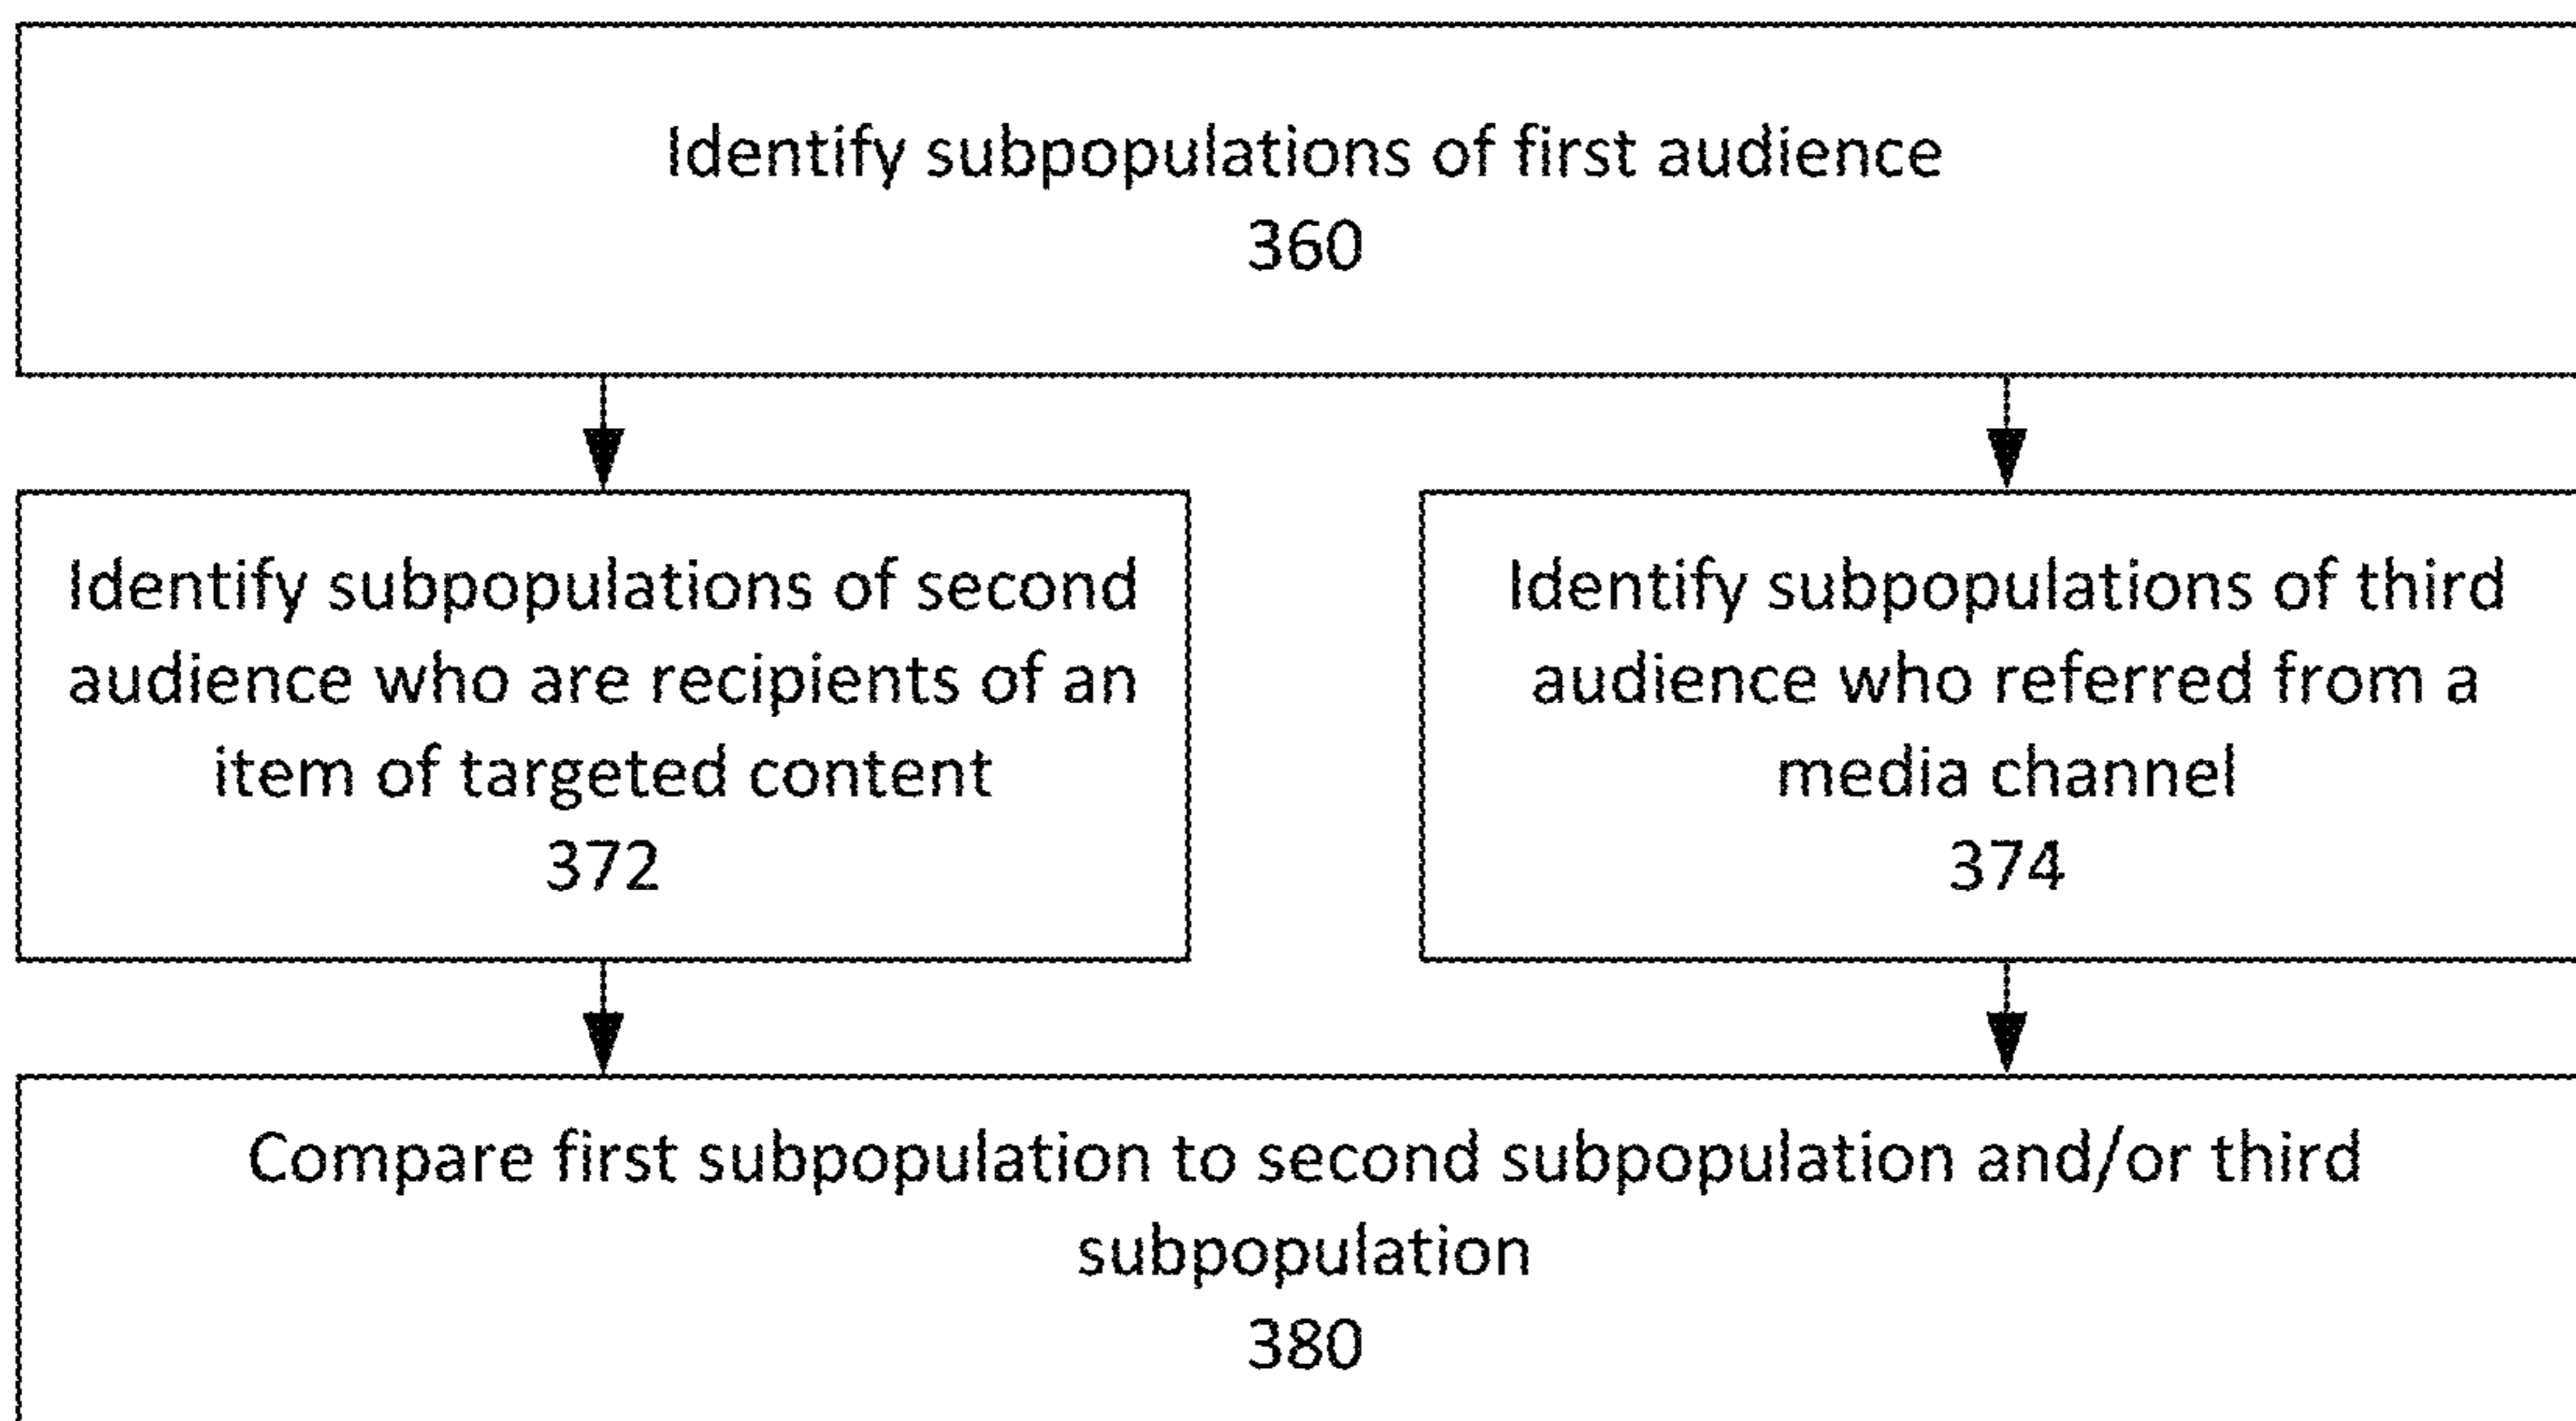 Identify subpopulations of first audience
360
Identify subpopulations of second
audience who are recipients of an
item of targeted content
372
Identify subpopulations of third
audience who referred from a
media channel
374
Compare first subpopulation to second subpopulation and/or third
subpopulation
380